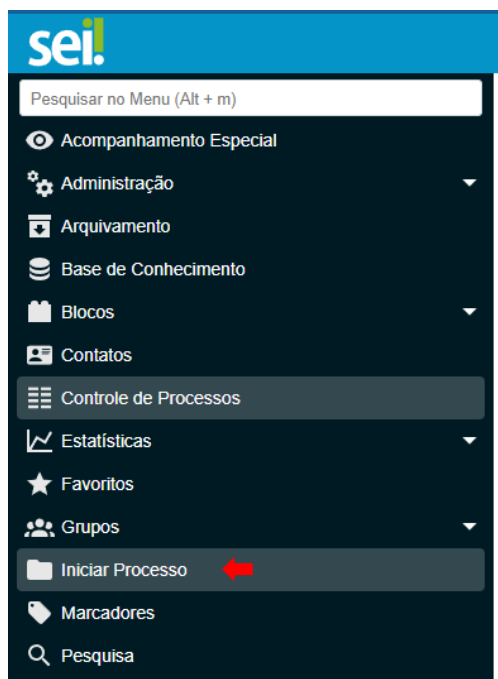 sei!
Pesquisar no Menu (Alt + m)
Acompanhamento Especial
Administração
Arquivamento
Base de Conhecimento
Blocos
Contatos
Controle de Processos
Estatísticas
Favoritos
Grupos
Iniciar Processo
Marcadores
Pesquisa